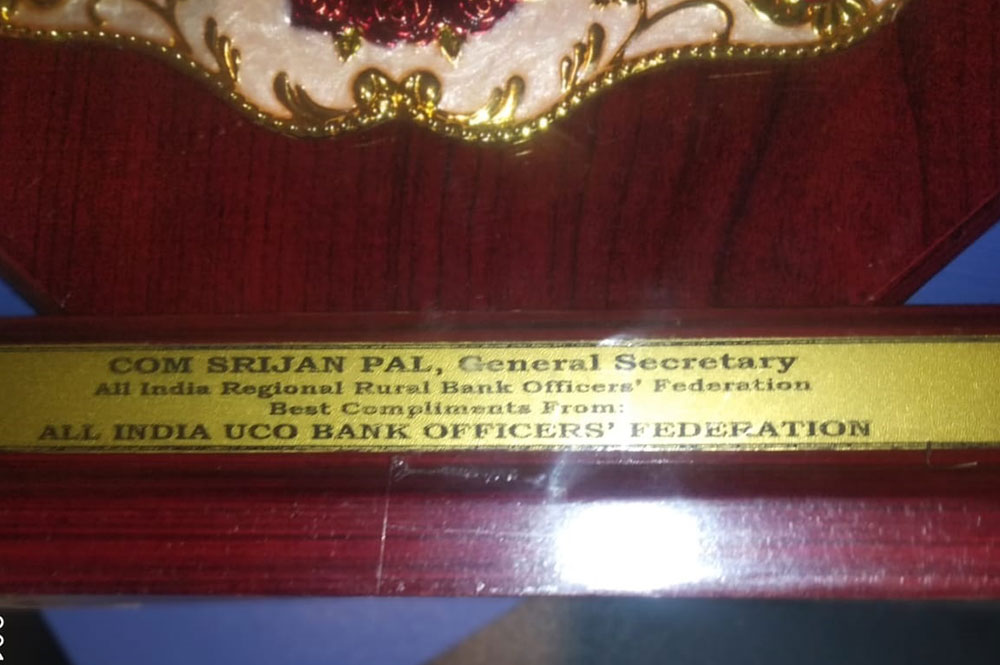 COM SRIJAN PAL, General Secretary
All India Regional Rural Bank Officers' Federation
Best Compliments From:
ALL INDIA UCO BANK OFFICERS' FEDERATION